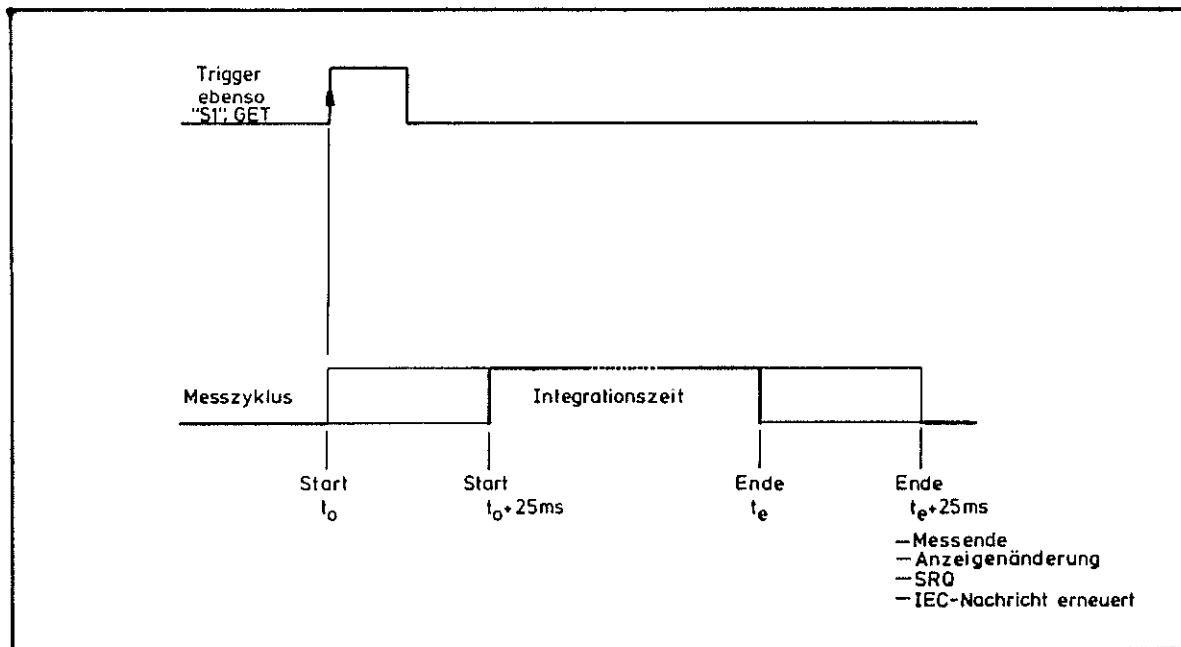 Trigger
ebenso
"S1", GET
Messzyklus
Integrationszeit
Start
t₀
Start
t₀+25ms
Ende
tₑ
Ende
tₑ+25ms
—Messende
—Anzeigenänderung
—SRQ
—IEC-Nachricht erneuert